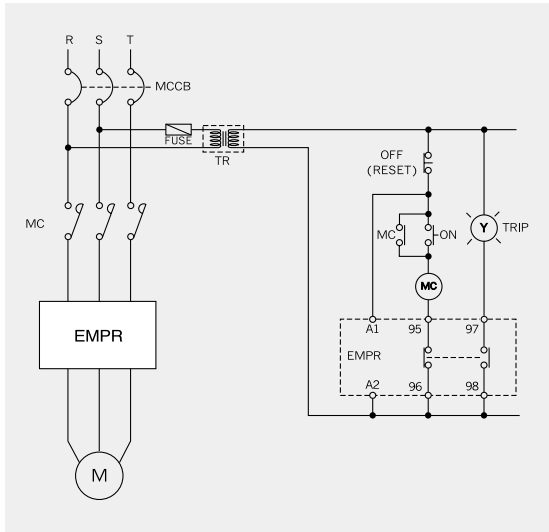 R S T
MCCB
FUSE
TR
OFF
(RESET)
MC
MC
ON
Y
TRIP
MC
EMPR
A1 95 97
EMPR
A2 96 98
M